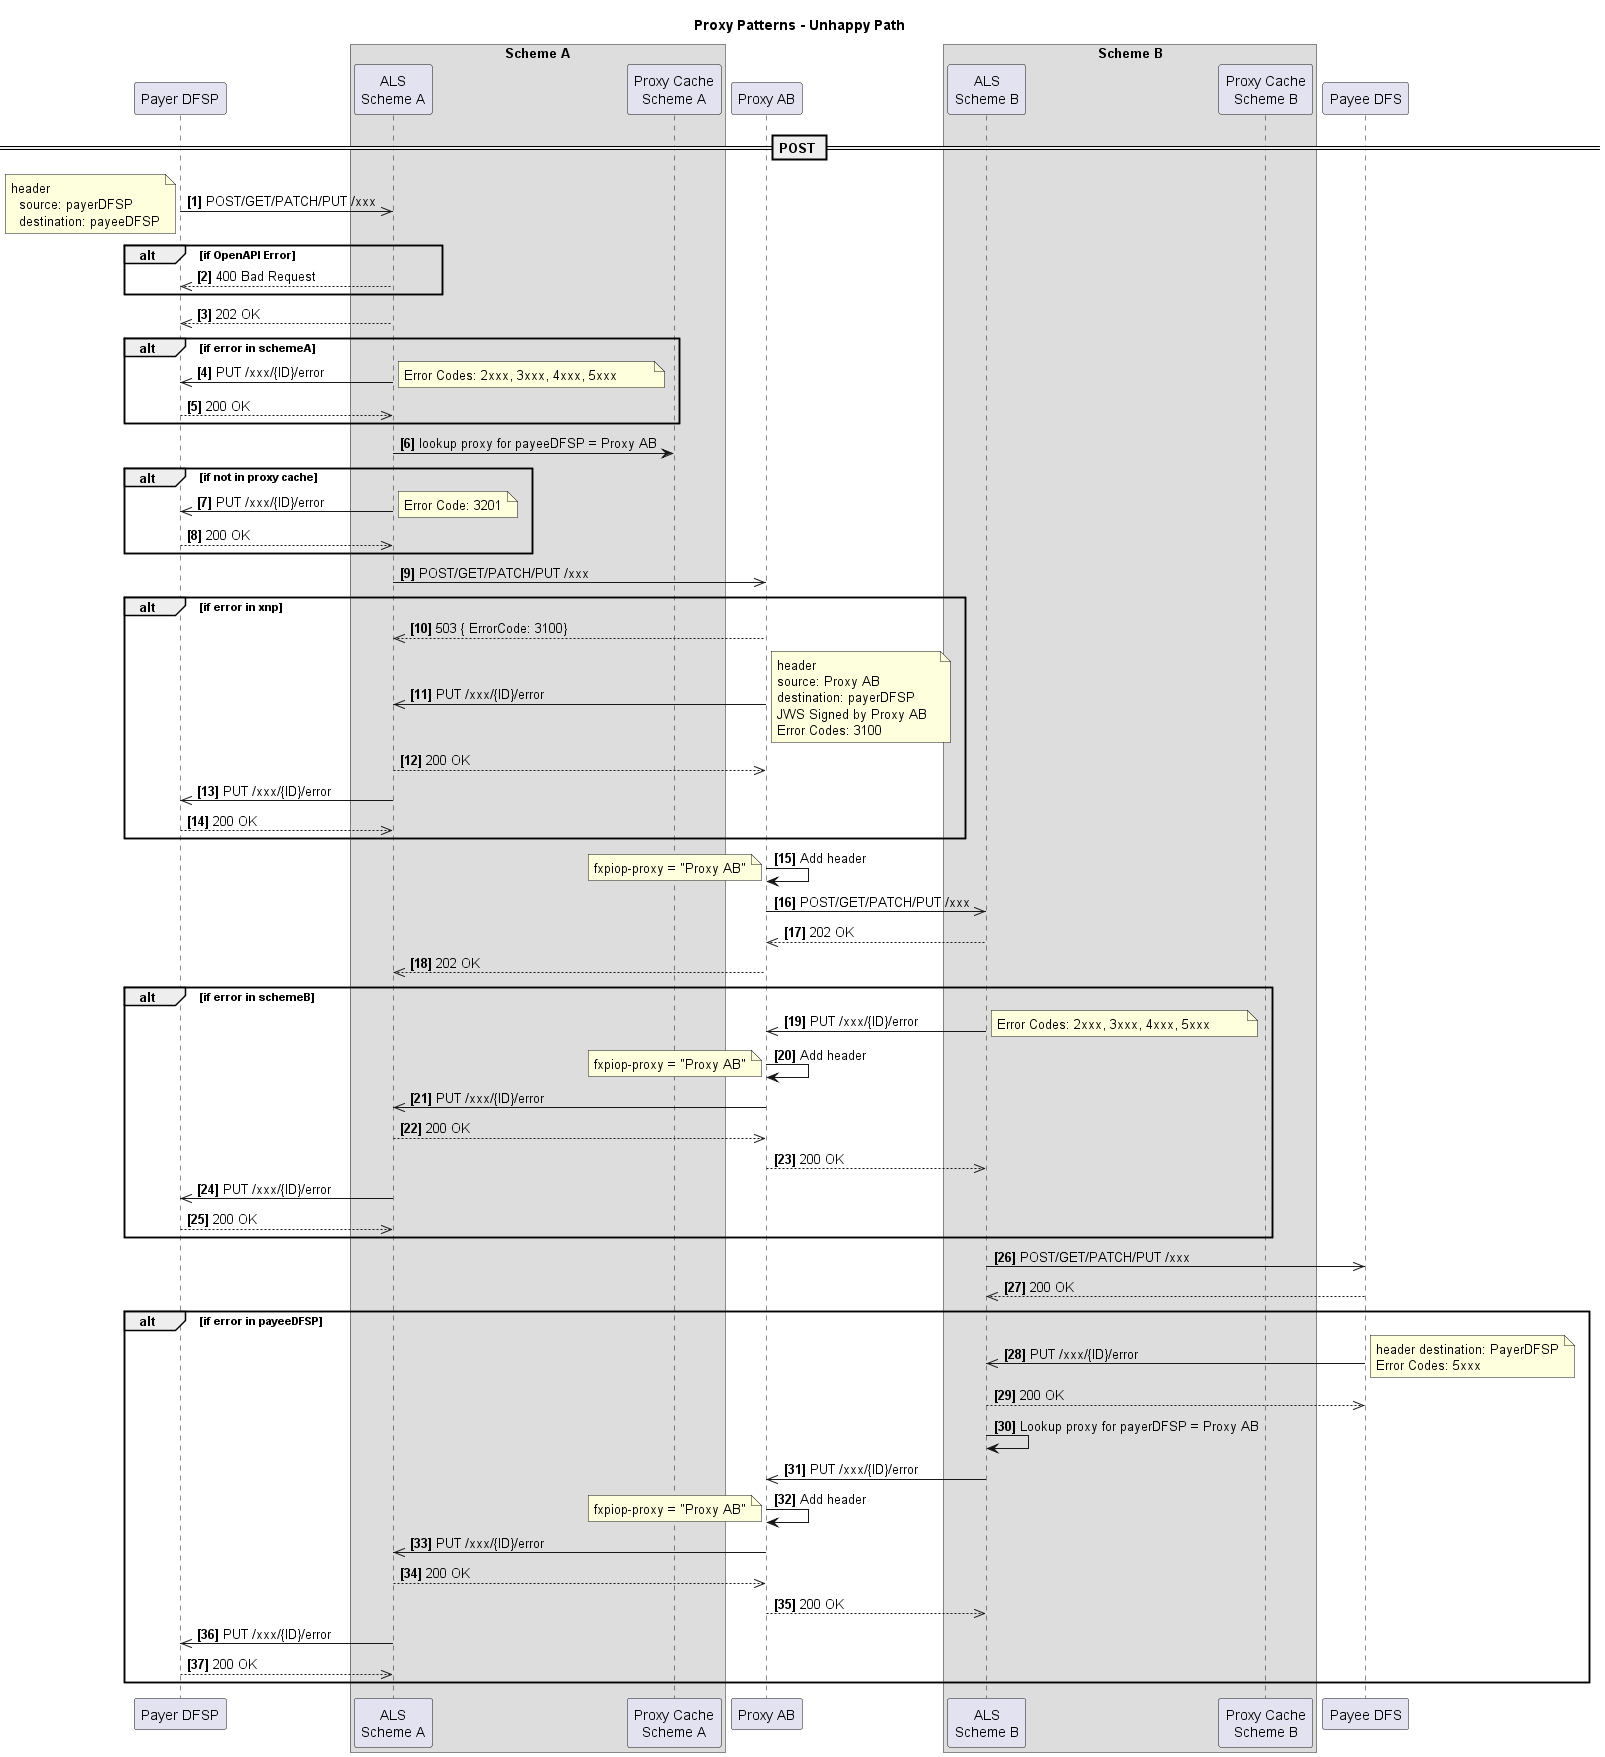 Proxy Patterns - Unhappy Path
Scheme A
Scheme B
Payer DFSP
ALS
Scheme A
Proxy Cache
Scheme A
Proxy AB
ALS
Scheme B
Proxy Cache
Scheme B
Payee DFS
POST
header
source: payerDFSP
destination: payeeDFSP
[1] POST/GET/PATCH/PUT /xxx
alt [if OpenAPI Error]
[2] 400 Bad Request
[3] 202 OK
alt [if error in schemeA]
[4] PUT /xxx/{ID}/error
Error Codes: 2xxx, 3xxx, 4xxx, 5xxx
[5] 200 OK
[6] lookup proxy for payeeDFSP = Proxy AB
alt [if not in proxy cache]
[7] PUT /xxx/{ID}/error
Error Code: 3201
[8] 200 OK
[9] POST/GET/PATCH/PUT /xxx
alt [if error in xnp]
[10] 503 { ErrorCode: 3100}
[11] PUT /xxx/{ID}/error
header
source: Proxy AB
destination: payerDFSP
JWS Signed by Proxy AB
Error Codes: 3100
[12] 200 OK
[13] PUT /xxx/{ID}/error
[14] 200 OK
fxpiop-proxy = "Proxy AB"
[15] Add header
[16] POST/GET/PATCH/PUT /xxx
[17] 202 OK
[18] 202 OK
alt [if error in schemeB]
[19] PUT /xxx/{ID}/error
Error Codes: 2xxx, 3xxx, 4xxx, 5xxx
fxpiop-proxy = "Proxy AB"
[20] Add header
[21] PUT /xxx/{ID}/error
[22] 200 OK
[23] 200 OK
[24] PUT /xxx/{ID}/error
[25] 200 OK
[26] POST/GET/PATCH/PUT /xxx
[27] 200 OK
alt [if error in payeeDFSP]
[28] PUT /xxx/{ID}/error
header destination: PayerDFSP
Error Codes: 5xxx
[29] 200 OK
[30] Lookup proxy for payerDFSP = Proxy AB
[31] PUT /xxx/{ID}/error
fxpiop-proxy = "Proxy AB"
[32] Add header
[33] PUT /xxx/{ID}/error
[34] 200 OK
[35] 200 OK
[36] PUT /xxx/{ID}/error
[37] 200 OK
Payer DFSP
ALS
Scheme A
Proxy Cache
Scheme A
Proxy AB
ALS
Scheme B
Proxy Cache
Scheme B
Payee DFS